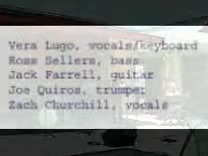 Vera Lugo, vocals/keyboard
Ross Sellers, bass
Jack Farrell, guitar
Joe Quiros, trumpet
Zach Churchill, vocals